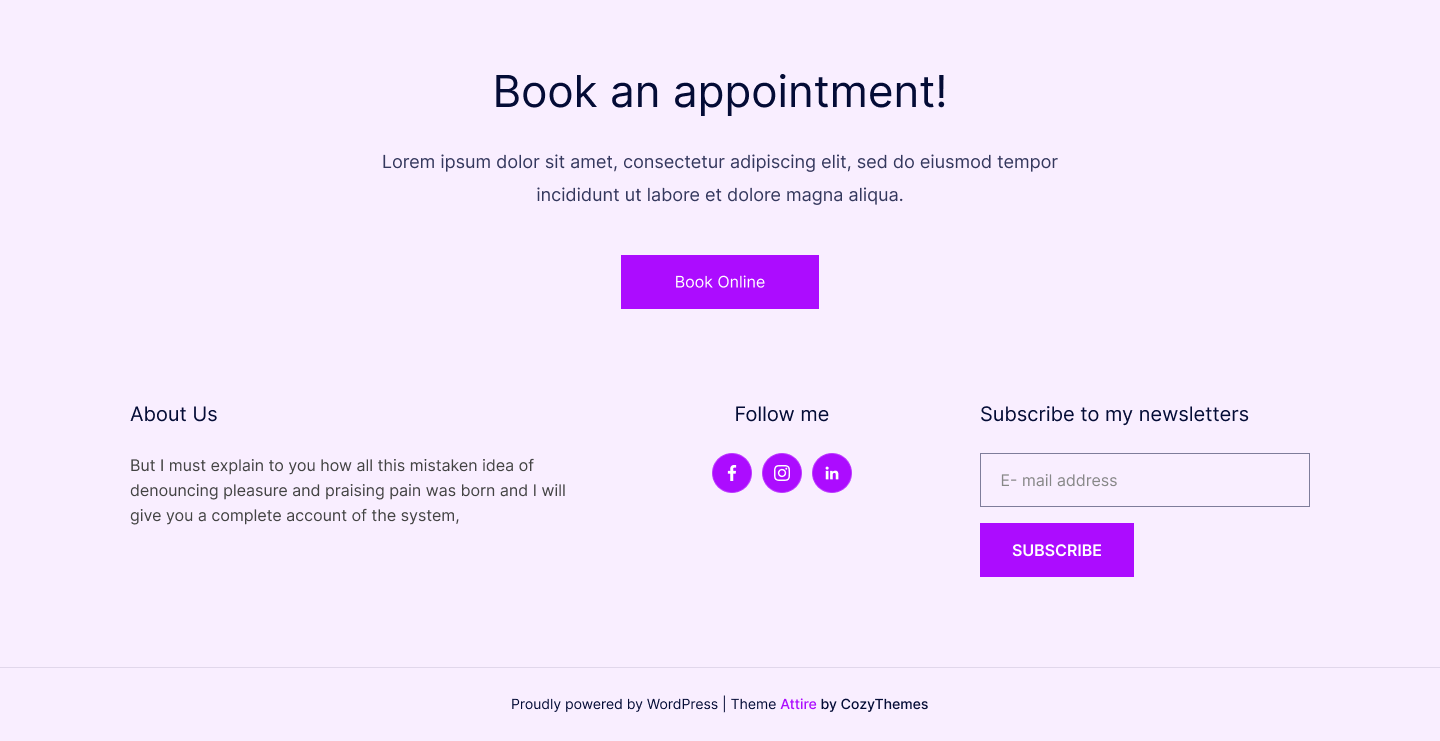 Book an appointment!
Lorem ipsum dolor sit amet, consectetur adipiscing elit, sed do eiusmod tempor
incididunt ut labore et dolore magna aliqua.
Book Online
About Us
But I must explain to you how all this mistaken idea of
denouncing pleasure and praising pain was born and I will
give you a complete account of the system,
Follow me
Subscribe to my newsletters
E- mail address
SUBSCRIBE
Proudly powered by WordPress | Theme Attire by CozyThemes